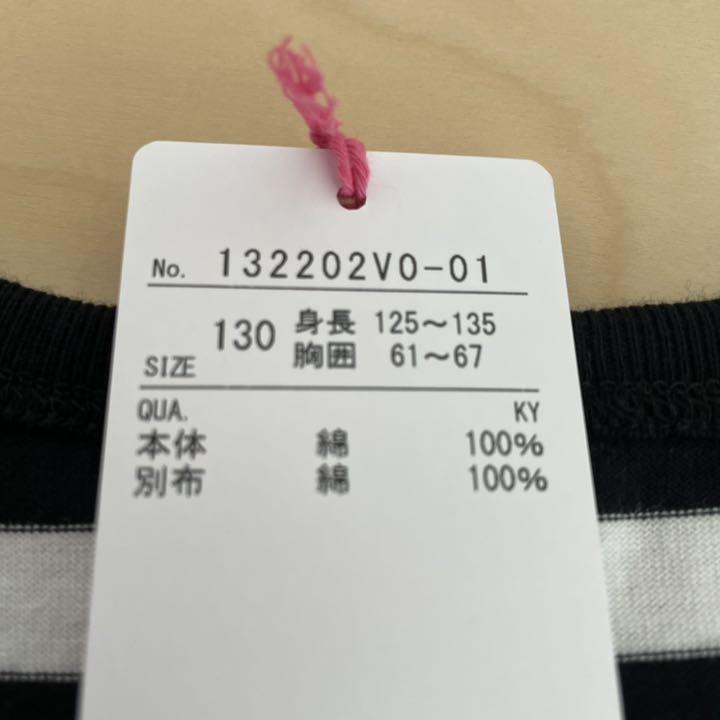 No. 132202V0-01
SIZE 130 身長 125〜135
胸囲 61〜67
QUA. KY
本体 綿 100%
別布 綿 100%